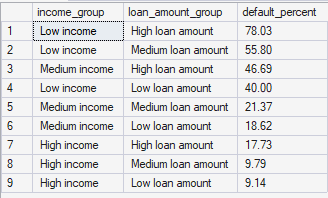 income_group loan_amount_group default_percent
1 Low income High loan amount 78.03
2 Low income Medium loan amount 55.80
3 Medium income High loan amount 46.69
4 Low income Low loan amount 40.00
5 Medium income Medium loan amount 21.37
6 Medium income Low loan amount 18.62
7 High income High loan amount 17.73
8 High income Medium loan amount 9.79
9 High income Low loan amount 9.14